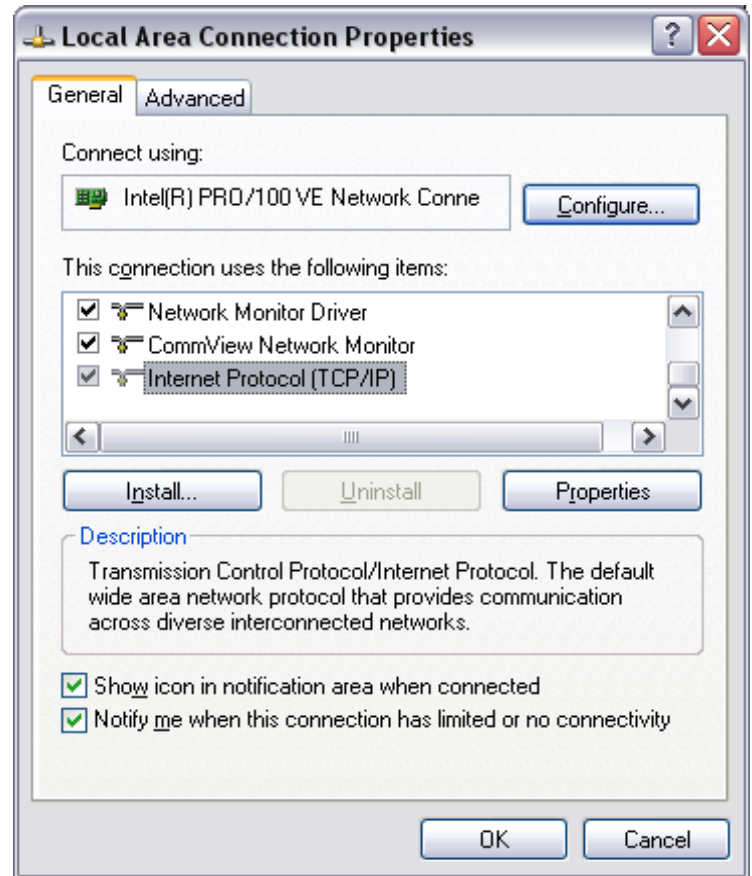 Local Area Connection Properties
General Advanced
Connect using:
Intel(R) PRO/100 VE Network Conne
Configure...
This connection uses the following items:
Network Monitor Driver
CommView Network Monitor
Internet Protocol (TCP/IP)
Install... Uninstall Properties
Description
Transmission Control Protocol/Internet Protocol. The default
wide area network protocol that provides communication
across diverse interconnected networks.
Show icon in notification area when connected
Notify me when this connection has limited or no connectivity
OK Cancel